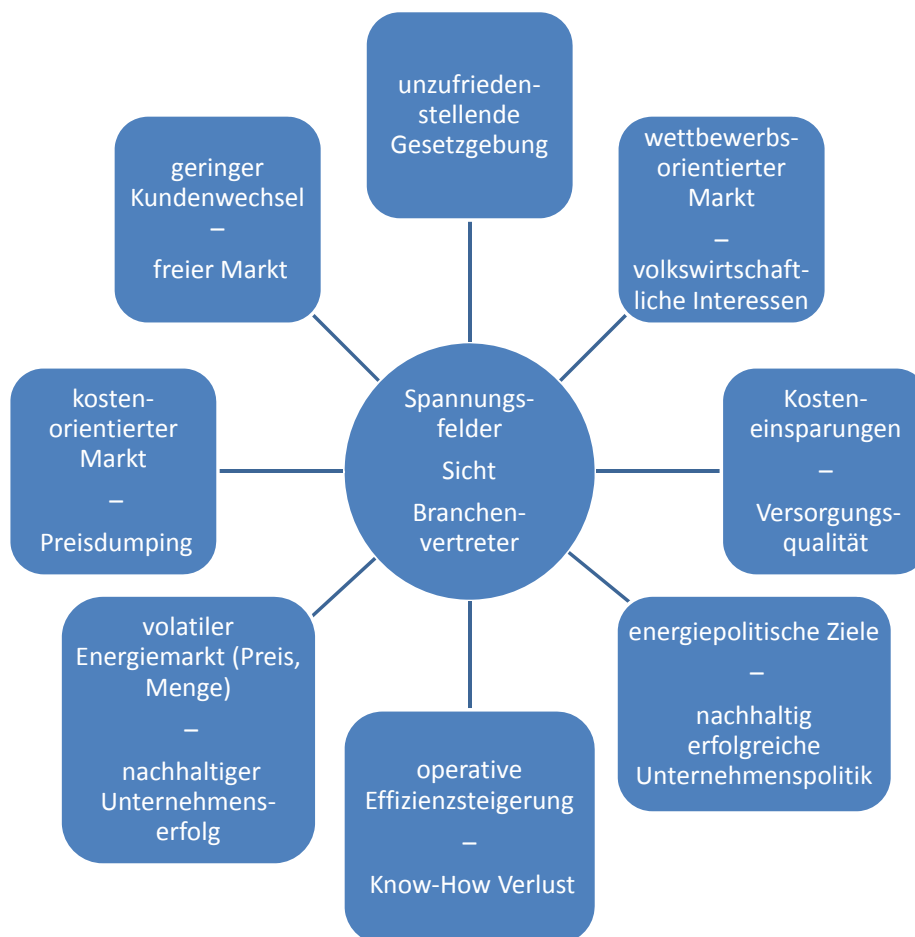 unzufrieden-
stellende
Gesetzgebung
wettbewerbs-
orientierter
Markt
–
volkswirtschaft-
liche Interessen
Kosten-
einsparungen
–
Versorgungs-
qualität
energiepolitische Ziele
–
nachhaltig
erfolgreiche
Unternehmenspolitik
operative
Effizienzsteigerung
–
Know-How Verlust
volatiler
Energiemarkt (Preis,
Menge)
–
nachhaltiger
Unternehmens-
erfolg
kosten-
orientierter
Markt
–
Preisdumping
geringer
Kundenwechsel
–
freier Markt
Spannungs-
felder
Sicht
Branchen-
vertreter